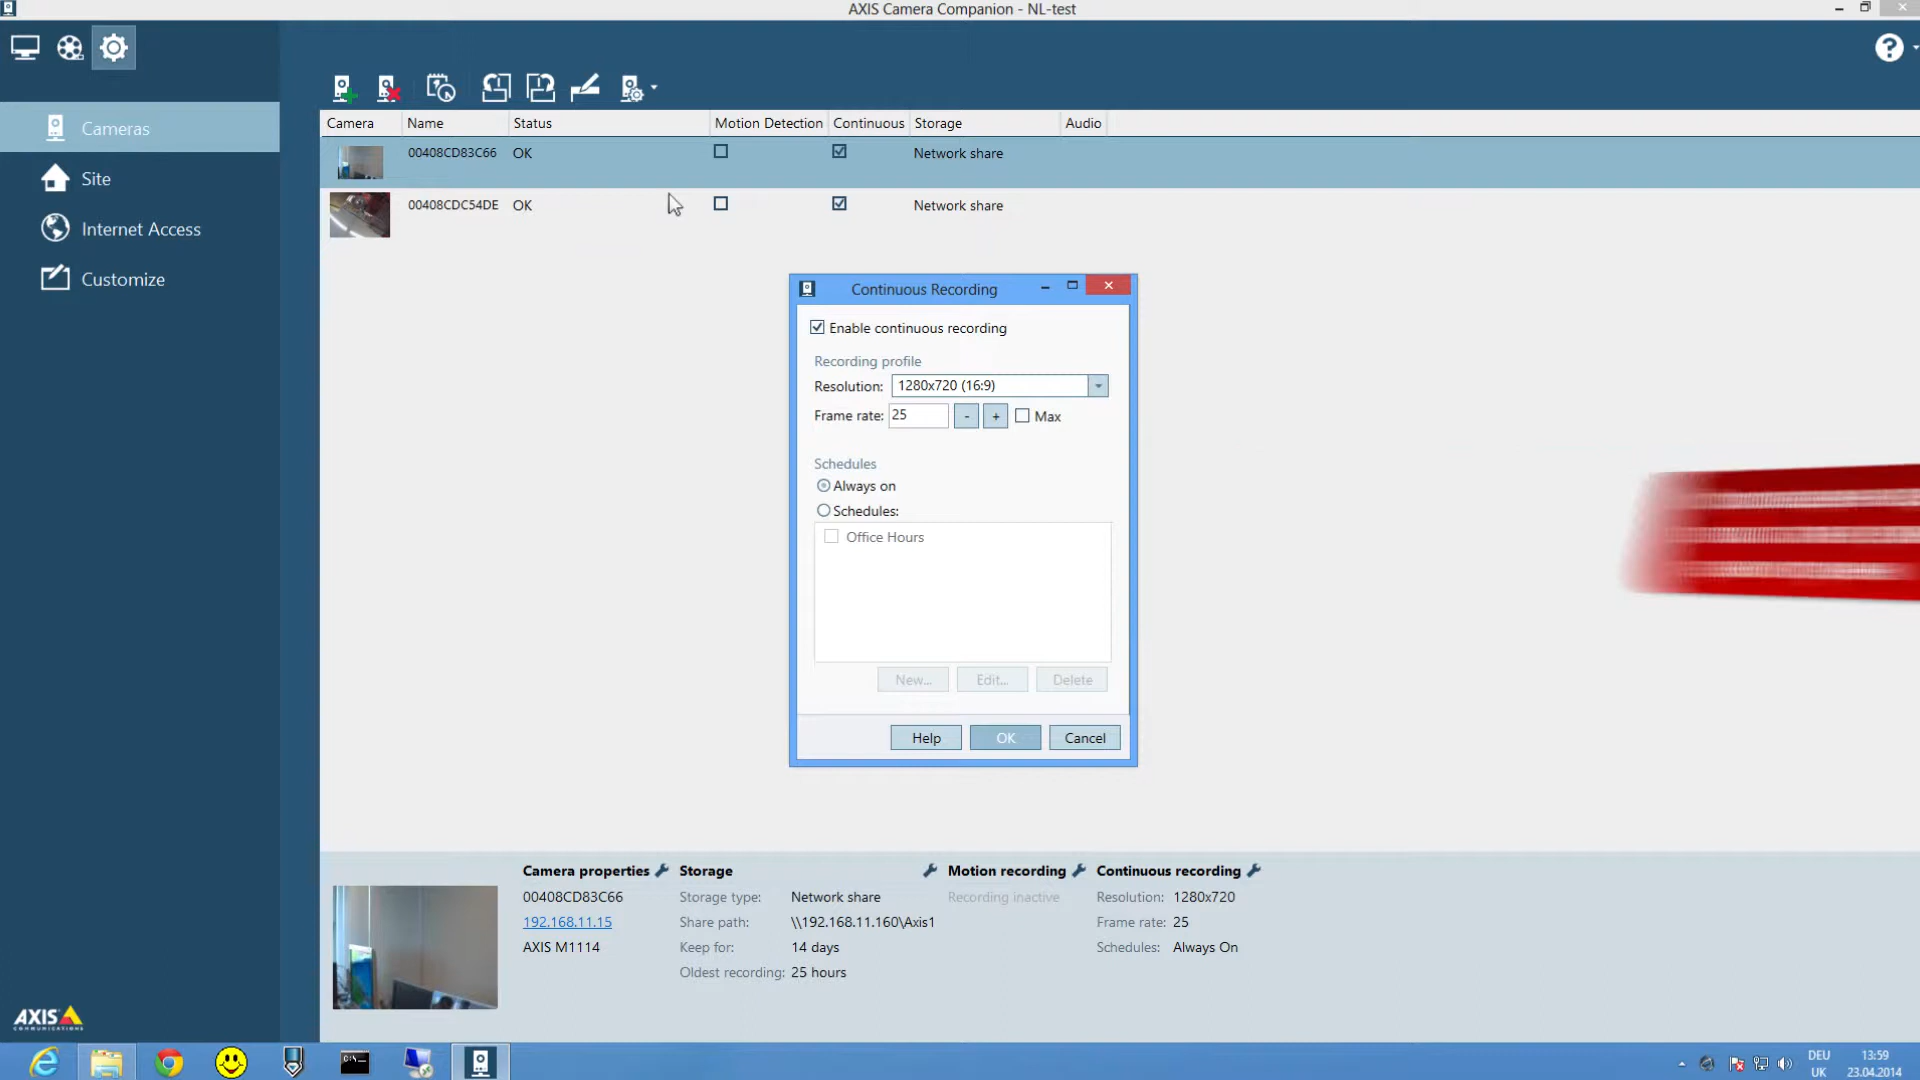 AXIS Camera Companion - NL-test
Cameras
Site
Internet Access
Customize
Camera Name Status Motion Detection Continuous Storage Audio
00408CD83C66 OK Network share
00408CDC54DE OK Network share
Continuous Recording
Enable continuous recording
Recording profile
Resolution: 1280x720 (16:9)
Frame rate: 25 - + Max
Schedules
Always on
Schedules:
Office Hours
New... Edit... Delete
Help OK Cancel
Camera properties Storage Motion recording Continuous recording
00408CD83C66 Storage type: Network share Recording inactive Resolution: 1280x720
192.168.11.15 Share path: \\192.168.11.160\Axis1 Frame rate: 25
AXIS M1114 Keep for: 14 days Schedules: Always On
Oldest recording: 25 hours
AXIS
COMMUNICATIONS
C:\.
DEU 13:59
UK 23.04.2014